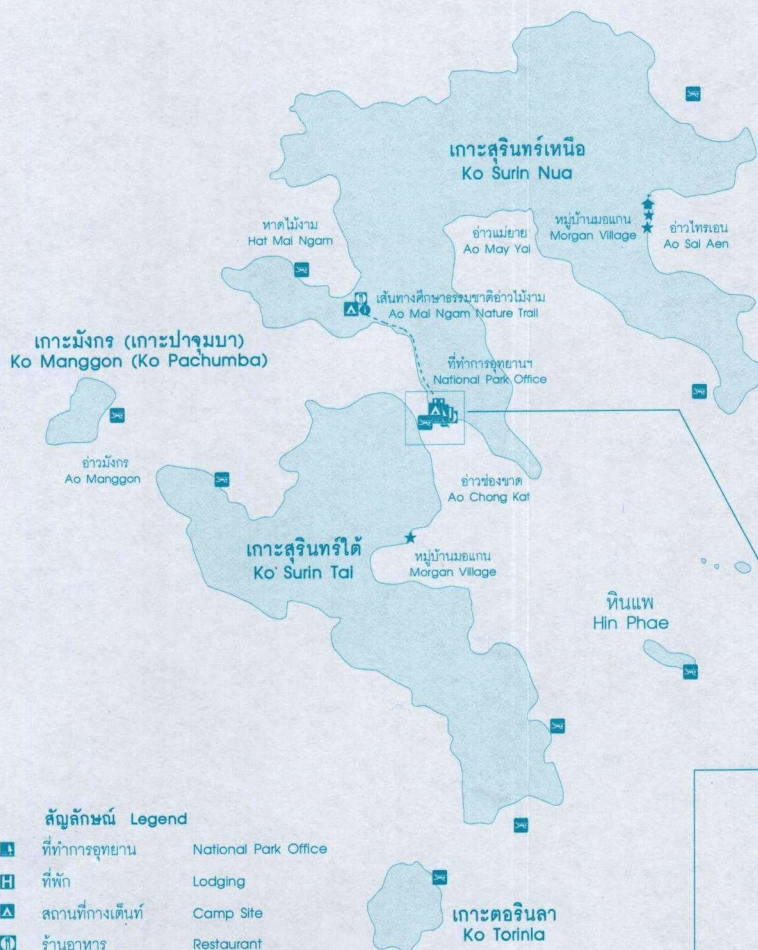 เกาะสุรินทร์เหนือ
Ko Surin Nua
หาดไม้งาม
Hat Mai Ngam
อ่าวแม่ยาย
Ao May Yai
หมู่บ้านมอแกน
Morgan Village
อ่าวไทรเอน
Ao Sai Aen
เส้นทางศึกษาธรรมชาติอ่าวไม้งาม
Ao Mai Ngam Nature Trail
เกาะมังกร (เกาะปาจุมบา)
Ko Manggon (Ko Pachumba)
ที่ทำการอุทยานฯ
National Park Office
อ่าวมังกร
Ao Manggon
อ่าวช่องขาด
Ao Chong Kat
เกาะสุรินทร์ใต้
Ko Surin Tai
หมู่บ้านมอแกน
Morgan Village
หินแพ
Hin Phae
สัญลักษณ์ Legend
ที่ทำการอุทยาน National Park Office
ที่พัก Lodging
สถานที่กางเต็นท์ Camp Site
ร้านอาหาร Restaurant
เกาะตอรินลา
Ko Torinla